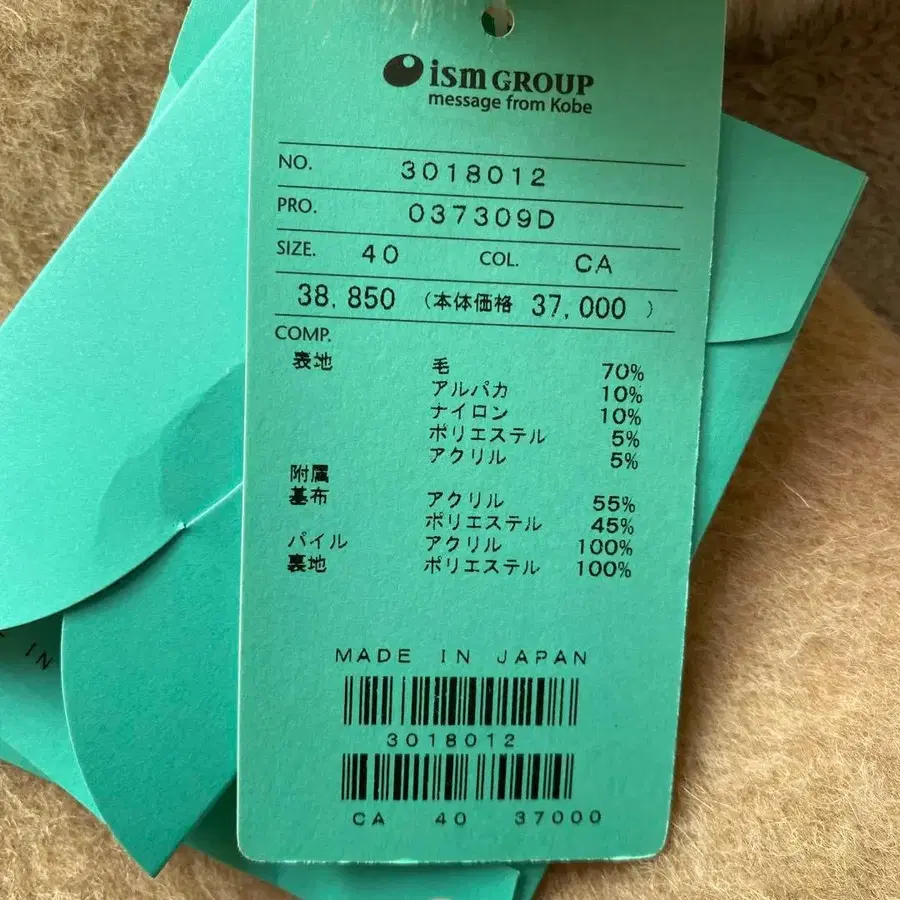 ism GROUP
message from Kobe
NO. 3018012
PRO. 037309D
SIZE. 40 COL. CA
38,850 (本体価格 37,000 )
COMP.
表地 毛 70%
アルパカ 10%
ナイロン 10%
ポリエステル 5%
アクリル 5%
附属
基布 アクリル 55%
ポリエステル 45%
パイル アクリル 100%
裏地 ポリエステル 100%
MADE IN JAPAN
3018012
CA 40 37000
IN